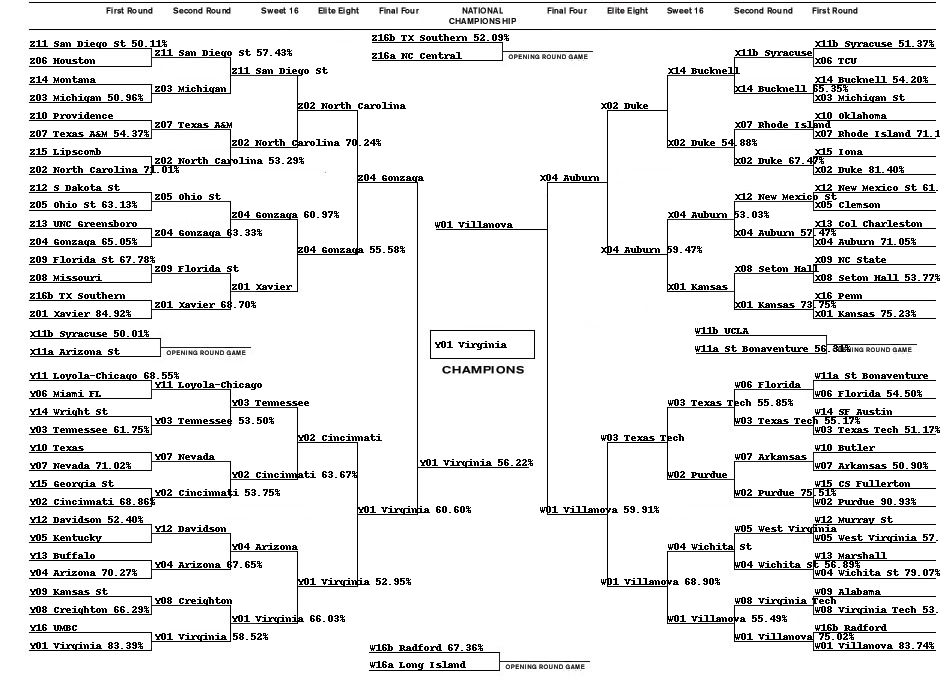 First Round Second Round Sweet 16 Elite Eight Final Four NATIONAL CHAMPIONSHIP Final Four Elite Eight Sweet 16 Second Round First Round
Z16b TX Southern 52.09%
Z16a NC Central
OPENING ROUND GAME
Z11 San Diego St 50.11%
Z06 Houston
Z14 Montana
Z03 Michigan 50.96%
Z10 Providence
Z07 Texas A&M 54.37%
Z15 Lipscomb
Z02 North Carolina 71.01%
Z12 S Dakota St
Z05 Ohio St 63.13%
Z13 UNC Greensboro
Z04 Gonzaga 65.05%
Z09 Florida St 67.78%
Z08 Missouri
Z16b TX Southern
Z01 Xavier 84.92%
Z11 San Diego St 57.43%
Z03 Michigan
Z07 Texas A&M
Z02 North Carolina 53.29%
Z05 Ohio St
Z04 Gonzaga 63.33%
Z09 Florida St
Z01 Xavier 68.70%
Z11 San Diego St
Z02 North Carolina 70.24%
Z04 Gonzaga 60.97%
Z01 Xavier
Z02 North Carolina
Z04 Gonzaga 55.58%
Z04 Gonzaga
X11b Syracuse 50.01%
X11a Arizona St
OPENING ROUND GAME
Y11 Loyola-Chicago 68.55%
Y06 Miami FL
Y14 Wright St
Y03 Tennessee 61.75%
Y10 Texas
Y07 Nevada 71.02%
Y15 Georgia St
Y02 Cincinnati 68.86%
Y12 Davidson 52.40%
Y05 Kentucky
Y13 Buffalo
Y04 Arizona 70.27%
Y09 Kansas St
Y08 Creighton 66.29%
Y16 UMBC
Y01 Virginia 83.39%
Y11 Loyola-Chicago
Y03 Tennessee 53.50%
Y07 Nevada
Y02 Cincinnati 53.75%
Y12 Davidson
Y04 Arizona 67.65%
Y08 Creighton
Y01 Virginia 58.52%
Y03 Tennessee
Y02 Cincinnati 63.67%
Y04 Arizona
Y01 Virginia 66.03%
Y02 Cincinnati
Y01 Virginia 52.95%
Y01 Virginia 60.60%
W01 Villanova
Y01 Virginia
CHAMPIONS
Y01 Virginia 56.22%
X04 Auburn
X02 Duke
X04 Auburn 59.47%
X14 Bucknell
X02 Duke 54.88%
X04 Auburn 53.03%
X01 Kansas
X11b Syracuse
X14 Bucknell 65.35%
X07 Rhode Island
X02 Duke 67.47%
X12 New Mexico St
X04 Auburn 57.47%
X08 Seton Hall
X01 Kansas 73.75%
X11b Syracuse 51.37%
X06 TCU
X14 Bucknell 54.20%
X03 Michigan St
X10 Oklahoma
X07 Rhode Island 71.1
X15 Iona
X02 Duke 81.40%
X12 New Mexico St 61.
X05 Clemson
X13 Col Charleston
X04 Auburn 71.05%
X09 NC State
X08 Seton Hall 53.77%
X16 Penn
X01 Kansas 75.23%
W11b UCLA
W11a St Bonaventure 56.31%
OPENING ROUND GAME
W01 Villanova 59.91%
W03 Texas Tech
W01 Villanova 68.90%
W03 Texas Tech 55.85%
W02 Purdue
W04 Wichita St
W01 Villanova 55.49%
W06 Florida
W03 Texas Tech 55.17%
W07 Arkansas
W02 Purdue 75.51%
W05 West Virginia
W04 Wichita St 56.89%
W08 Virginia Tech
W01 Villanova 75.02%
W11a St Bonaventure
W06 Florida 54.50%
W14 SF Austin
W03 Texas Tech 51.17%
W10 Butler
W07 Arkansas 50.90%
W15 CS Fullerton
W02 Purdue 90.93%
W12 Murray St
W05 West Virginia 57.
W13 Marshall
W04 Wichita St 79.07%
W09 Alabama
W08 Virginia Tech 53.
W16b Radford
W01 Villanova 83.74%
W16b Radford 67.36%
W16a Long Island
OPENING ROUND GAME